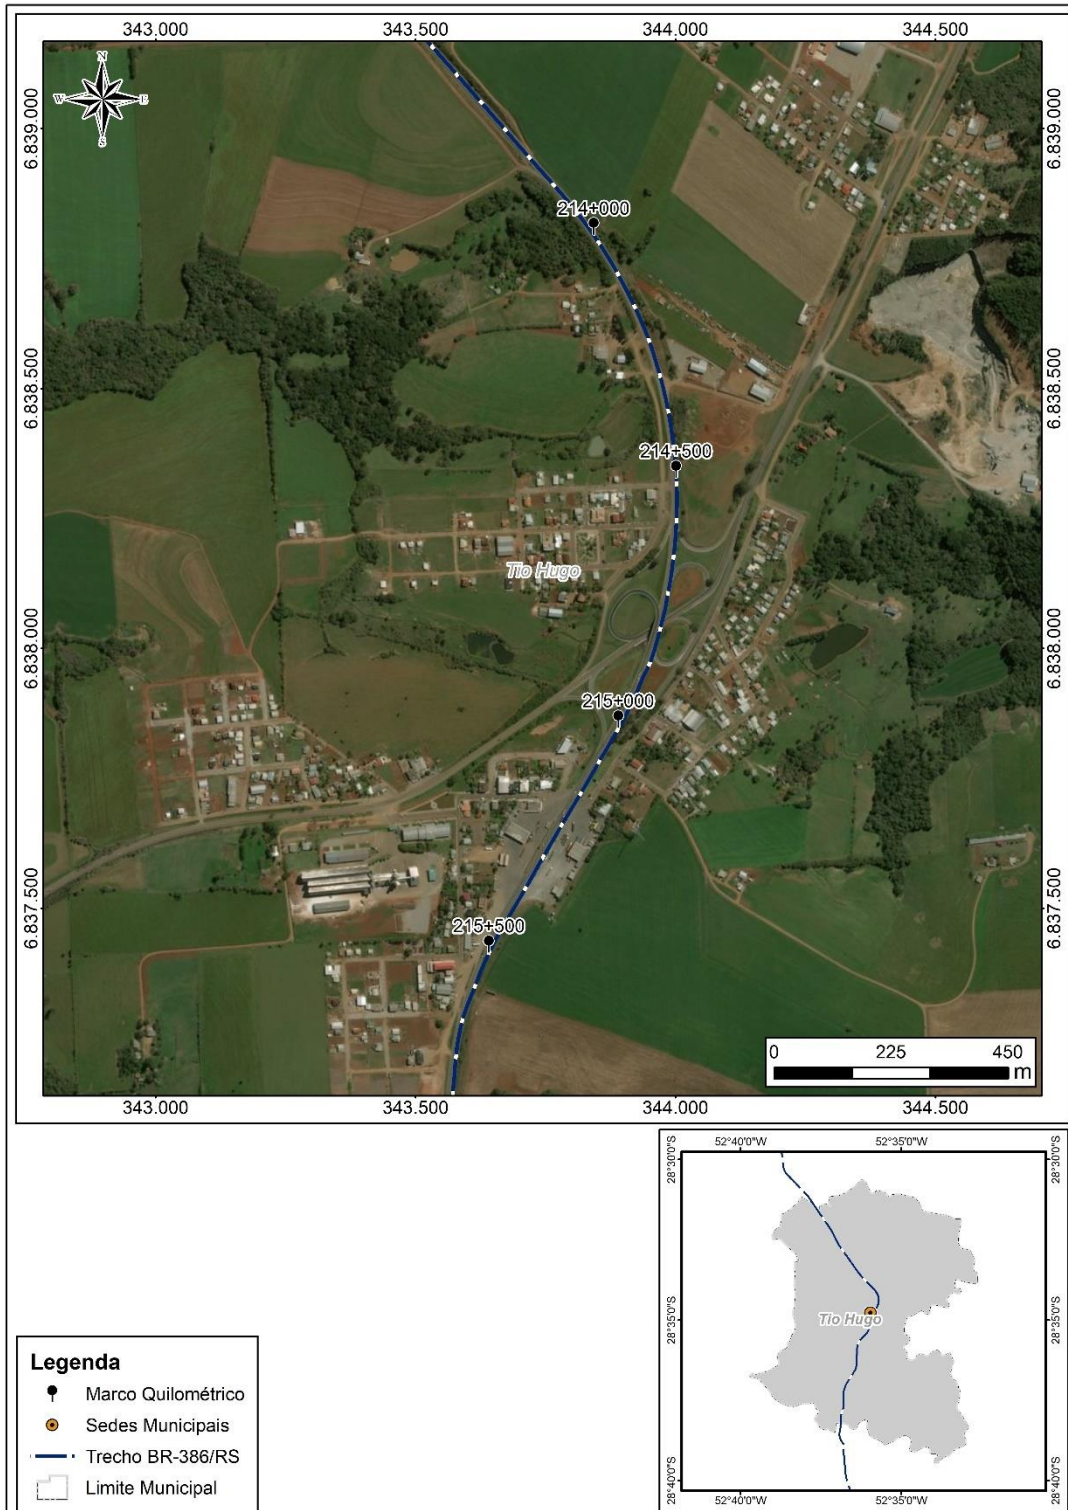 343.000 343.500 344.000 344.500
N
W E
S
6.839.000
6.839.000
214+000
6.838.500
6.838.500
214+500
Tio Hugo
6.838.000
6.838.000
215+000
6.837.500
6.837.500
215+500
0 225 450
m
343.000 343.500 344.000 344.500
52°40'0"W 52°35'0"W
28°30'0"S
28°30'0"S
Tio Hugo
28°35'0"S
28°35'0"S
28°40'0"S
28°40'0"S
52°40'0"W 52°35'0"W
Legenda
Marco Quilométrico
Sedes Municipais
Trecho BR-386/RS
Limite Municipal